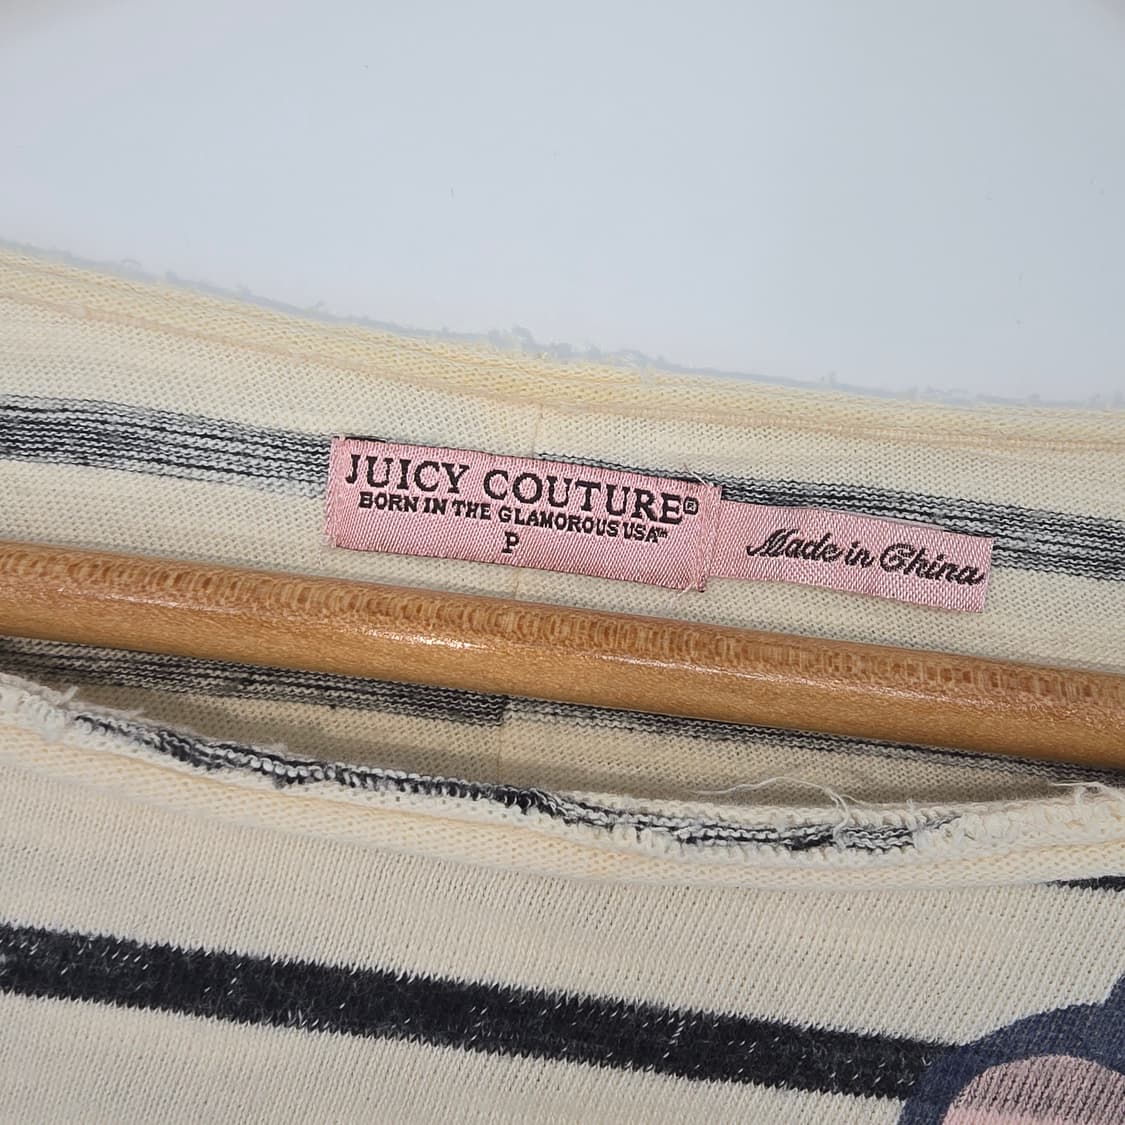 JUICY COUTURE®
BORN IN THE GLAMOROUS USA™
P
Made in China